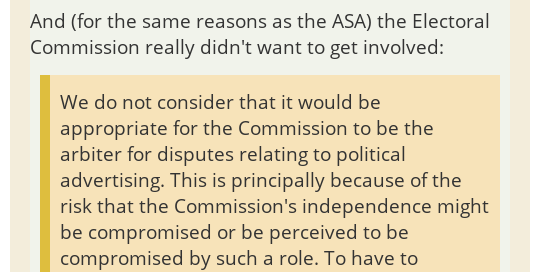 And (for the same reasons as the ASA) the Electoral
Commission really didn't want to get involved:
We do not consider that it would be
appropriate for the Commission to be the
arbiter for disputes relating to political
advertising. This is principally because of the
risk that the Commission's independence might
be compromised or be perceived to be
compromised by such a role. To have to